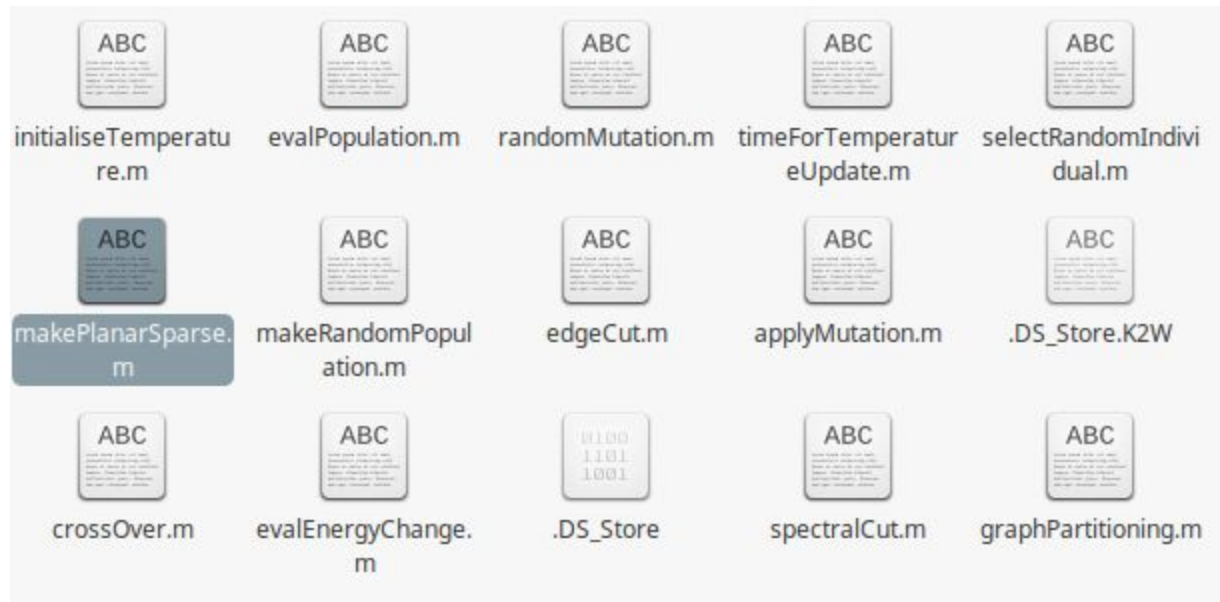 ABC ABC ABC ABC ABC
initialiseTemperatu evalPopulation.m randomMutation.m timeForTemperatur selectRandomIndivi
re.m eUpdate.m dual.m
ABC ABC ABC ABC ABC
makePlanarSparse. makeRandomPopul edgeCut.m applyMutation.m .DS_Store.K2W
m ation.m
ABC ABC 0100 ABC ABC
1101
1001
crossOver.m evalEnergyChange. .DS_Store spectralCut.m graphPartitioning.m
m